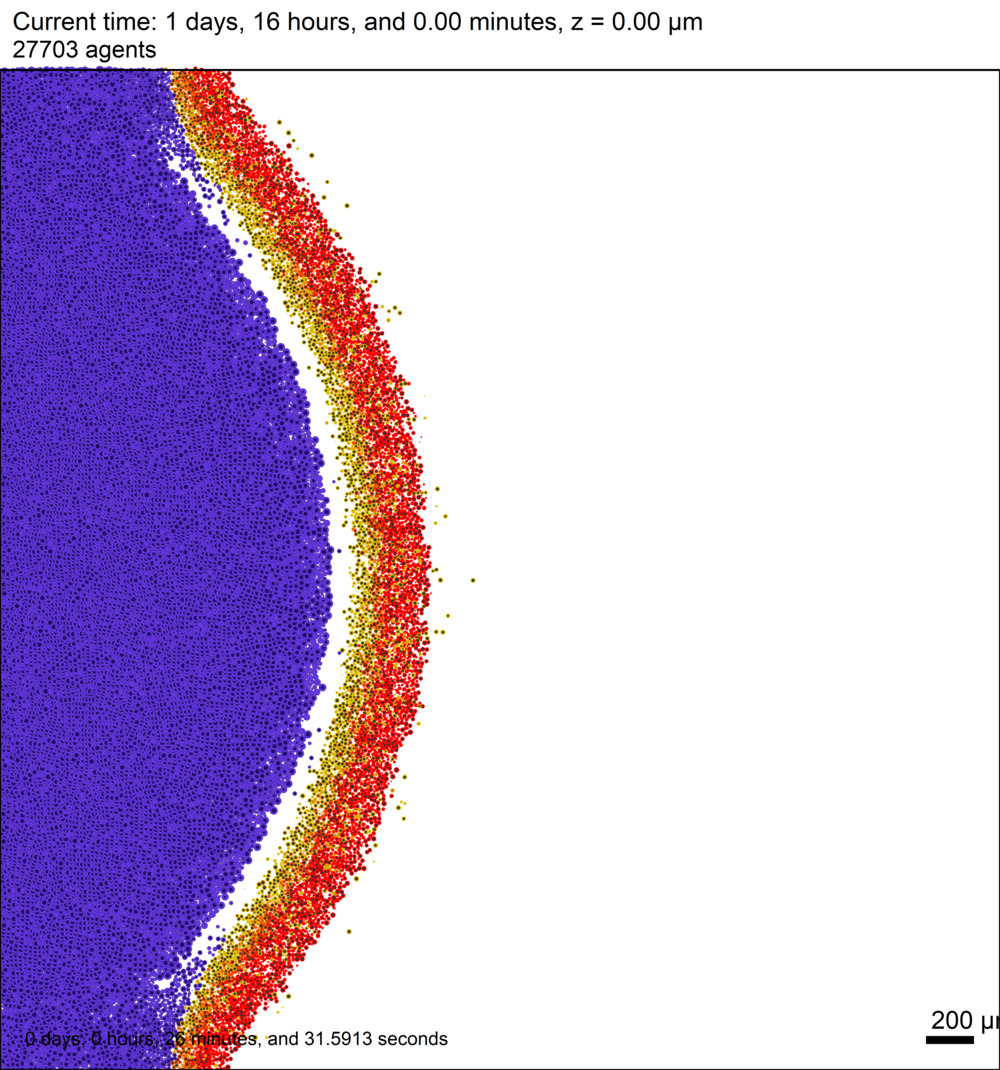 Current time: 1 days, 16 hours, and 0.00 minutes, z = 0.00 μm
27703 agents
200 μ
0 days, 0 hours, 26 minutes, and 31.5913 seconds